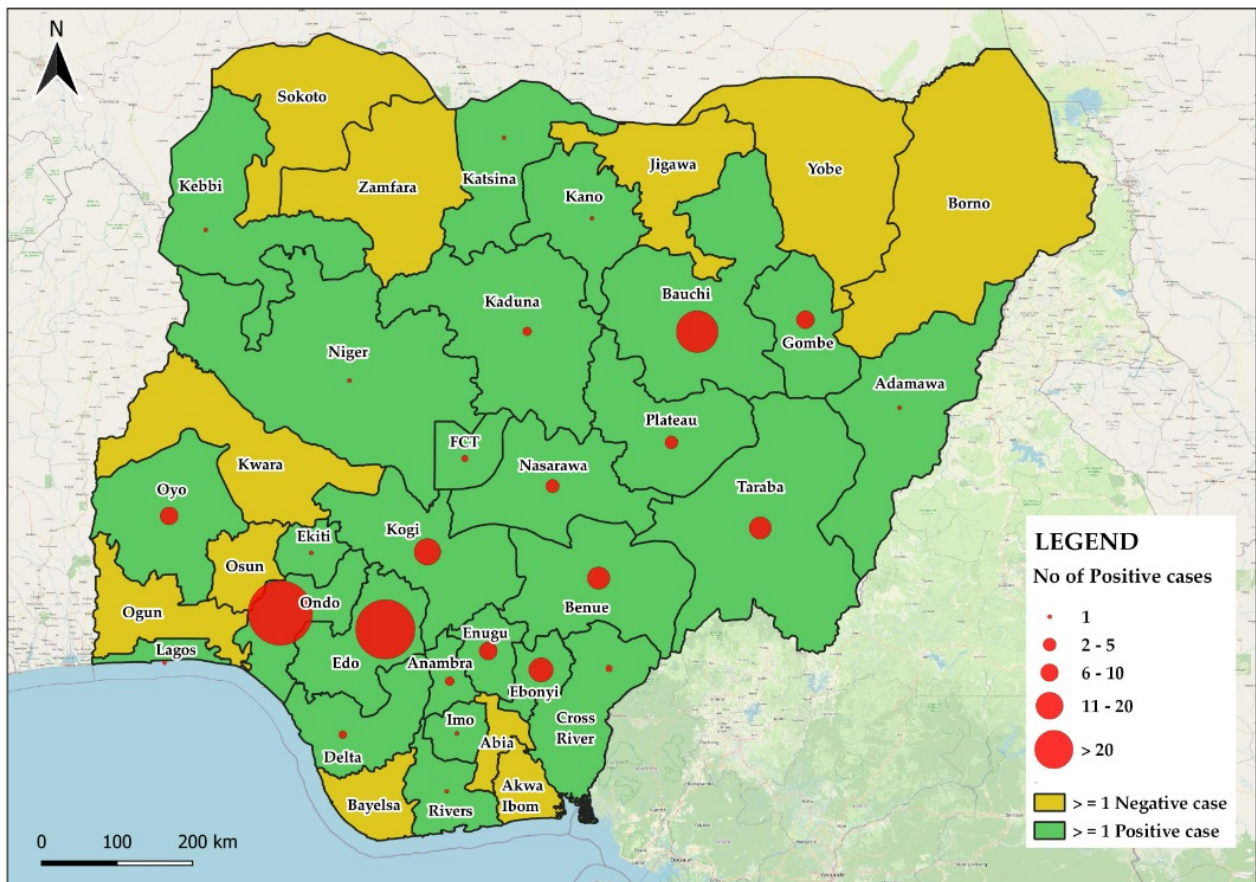 N
Sokoto
Kebbi
Zamfara
Katsina
Kano
Jigawa
Yobe
Borno
Kaduna
Bauchi
Gombe
Niger
Adamawa
Plateau
FCT
Nasarawa
Kwara
Taraba
Oyo
Kogi
Ekiti
Osun
Ondo
Ogun
Benue
Lagos
Edo
Enugu
Anambra
Ebonyi
Imo
Cross
River
Abia
Delta
Akwa
Ibom
Bayelsa
Rivers
0 100 200 km
LEGEND
No of Positive cases
1
2 - 5
6 - 10
11 - 20
> 20
> = 1 Negative case
> = 1 Positive case